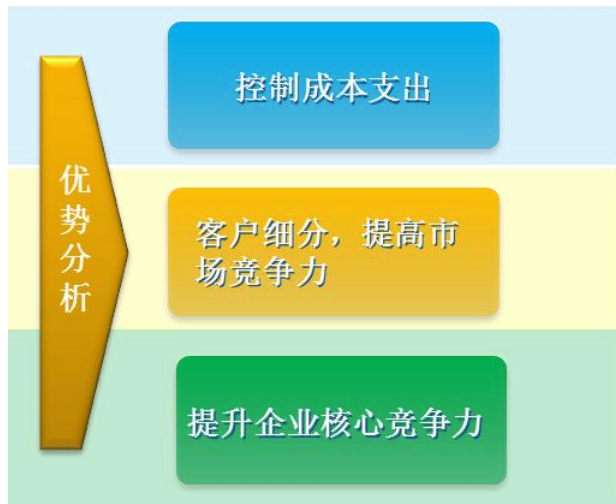 优势分析
控制成本支出
客户细分，提高市
场竞争力
提升企业核心竞争力